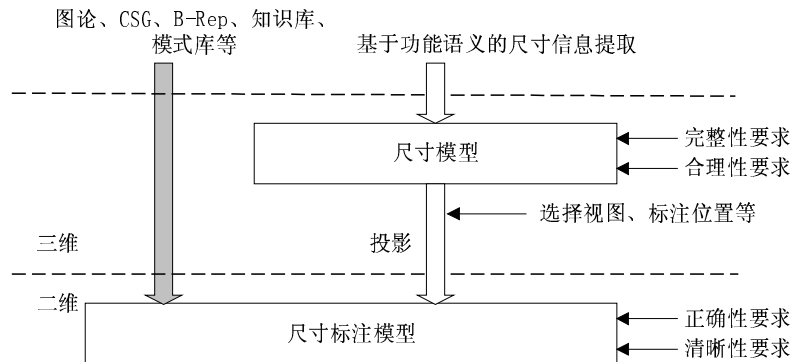 图论、CSG、B-Rep、知识库、
模式库等
基于功能语义的尺寸信息提取
尺寸模型
完整性要求
合理性要求
选择视图、标注位置等
三维
投影
二维
尺寸标注模型
正确性要求
清晰性要求